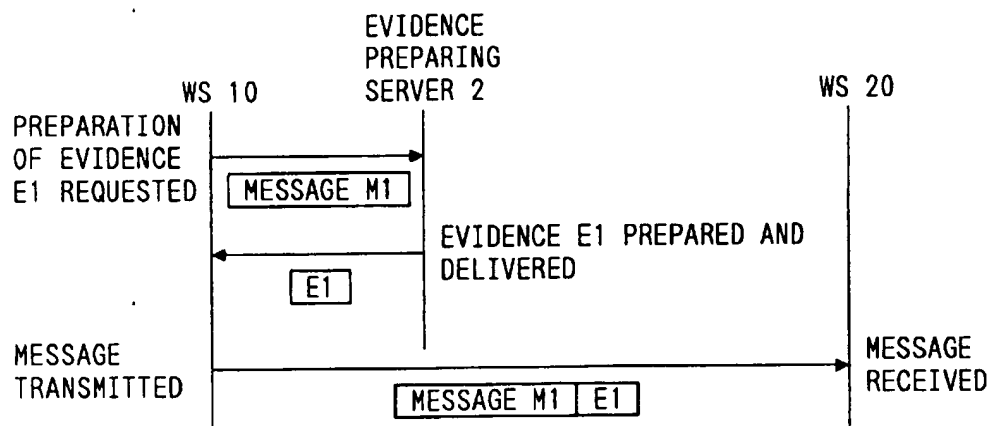 EVIDENCE
PREPARING
SERVER 2
WS 10
WS 20
PREPARATION
OF EVIDENCE
E1 REQUESTED
MESSAGE M1
EVIDENCE E1 PREPARED AND
DELIVERED
E1
MESSAGE
TRANSMITTED
MESSAGE
RECEIVED
MESSAGE M1 E1